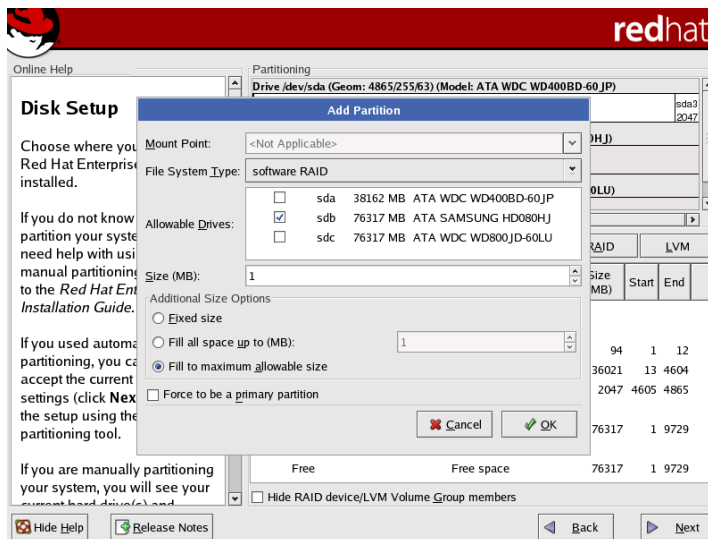 redhat
Online Help
Disk Setup
Choose where you
Red Hat Enterprise
installed.
If you do not know
partition your syste
need help with usi
manual partitioning
to the Red Hat Ent
Installation Guide.
If you used automa
partitioning, you ca
accept the current
settings (click Nex
the setup using the
partitioning tool.
If you are manually partitioning
your system, you will see your
current hard drive(s) and
Partitioning
Drive /dev/sda (Geom: 4865/255/63) (Model: ATA WDC WD400BD-60JP)
sda3
2047
0HJ)
0LU)
Add Partition
Mount Point: <Not Applicable>
File System Type: software RAID
Allowable Drives:
sda 38162 MB ATA WDC WD400BD-60JP
sdb 76317 MB ATA SAMSUNG HD080HJ
sdc 76317 MB ATA WDC WD800JD-60LU
Size (MB): 1
Additional Size Options
Fixed size
Fill all space up to (MB): 1
Fill to maximum allowable size
Force to be a primary partition
Cancel OK
RAID LVM
Size
(MB) Start End
94 1 12
36021 13 4604
2047 4605 4865
76317 1 9729
Free Free space 76317 1 9729
Hide RAID device/LVM Volume Group members
Hide Help Release Notes Back Next